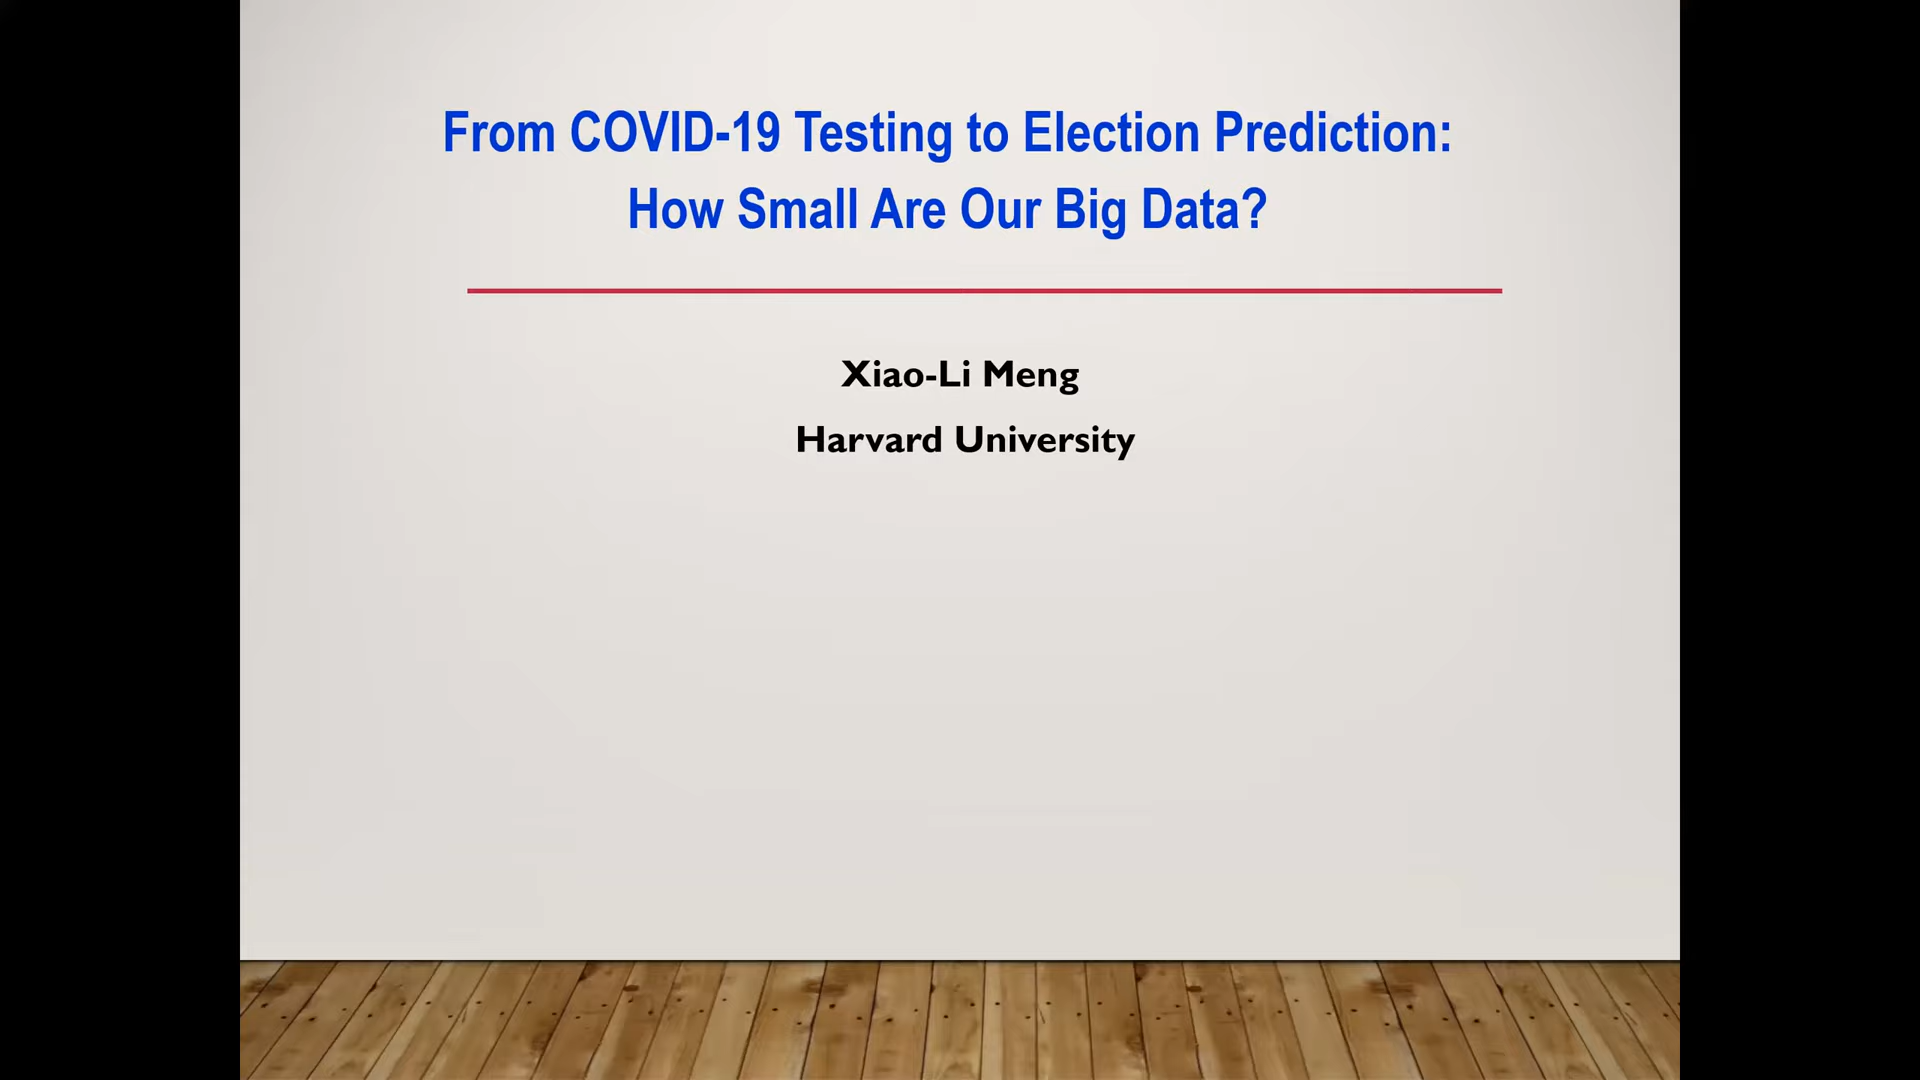 From COVID-19 Testing to Election Prediction:
How Small Are Our Big Data?
Xiao-Li Meng
Harvard University